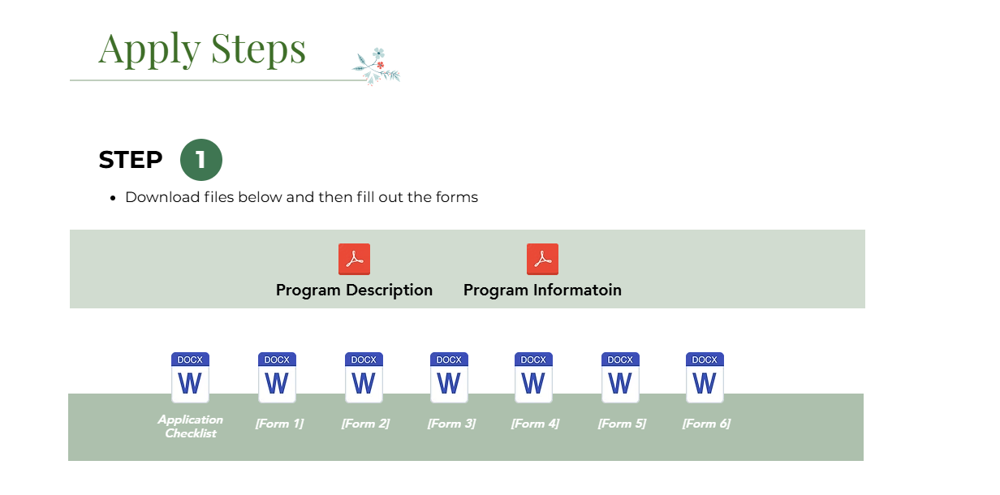 Apply Steps
STEP 1
• Download files below and then fill out the forms
Program Description Program Informatoin
DOCX DOCX DOCX DOCX DOCX DOCX DOCX
W W W W W W W
Application
Checklist
[Form 1] [Form 2] [Form 3] [Form 4] [Form 5] [Form 6]